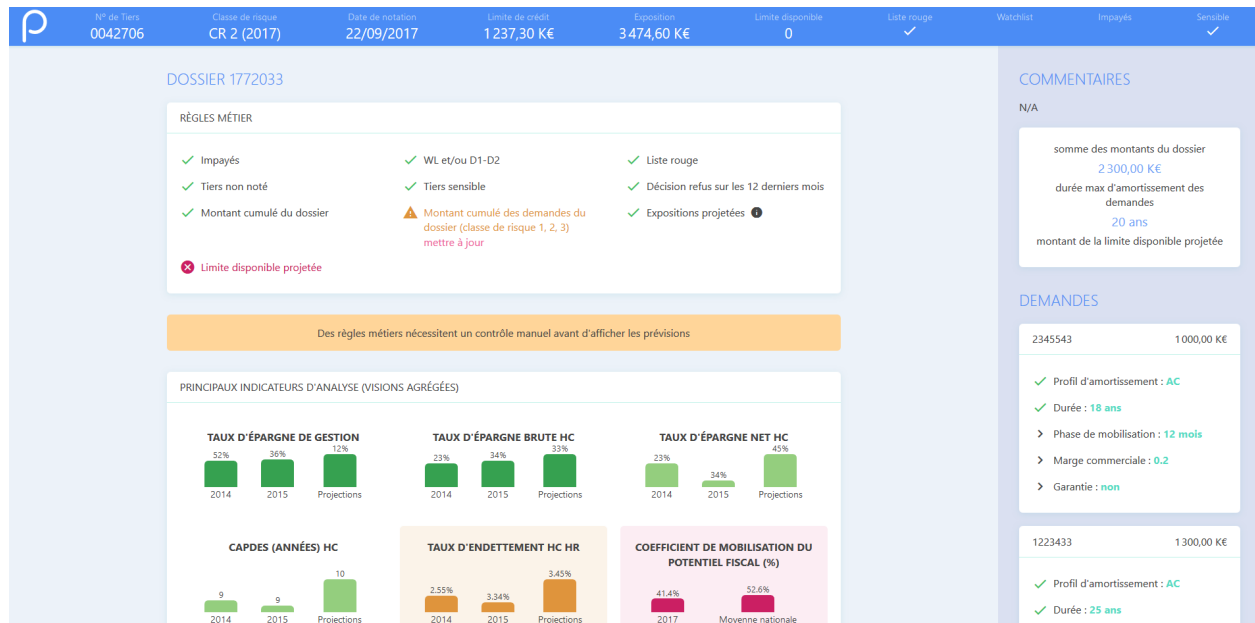 Nº de Tiers
0042706
Classe de risque
CR 2 (2017)
Date de notation
22/09/2017
Limite de crédit
1 237,30 K€
Exposition
3 474,60 K€
Limite disponible
0
Liste rouge
Watchlist
Impayés
Sensible
DOSSIER 1772033
RÈGLES MÉTIER
Impayés
WL et/ou D1-D2
Liste rouge
Tiers non noté
Tiers sensible
Décision refus sur les 12 derniers mois
Montant cumulé du dossier
Montant cumulé des demandes du
dossier (classe de risque 1, 2, 3)
mettre à jour
Expositions projetées
Limite disponible projetée
Des règles métiers nécessitent un contrôle manuel avant d'afficher les prévisions
PRINCIPAUX INDICATEURS D'ANALYSE (VISIONS AGRÉGÉES)
TAUX D'ÉPARGNE DE GESTION
52% 36% 12%
2014 2015 Projections
TAUX D'ÉPARGNE BRUTE HC
23% 34% 33%
2014 2015 Projections
TAUX D'ÉPARGNE NET HC
23% 34% 45%
2014 2015 Projections
CAPDES (ANNÉES) HC
9 9 10
2014 2015 Projections
TAUX D'ENDETTEMENT HC HR
2.55% 3.34% 3.45%
2014 2015 Projections
COEFFICIENT DE MOBILISATION DU
POTENTIEL FISCAL (%)
41.4% 52.6%
2017 Moyenne nationale
COMMENTAIRES
N/A
somme des montants du dossier
2 300,00 K€
durée max d'amortissement des
demandes
20 ans
montant de la limite disponible projetée
DEMANDES
2345543 1 000,00 K€
Profil d'amortissement : AC
Durée : 18 ans
Phase de mobilisation : 12 mois
Marge commerciale : 0.2
Garantie : non
1223433 1 300,00 K€
Profil d'amortissement : AC
Durée : 25 ans